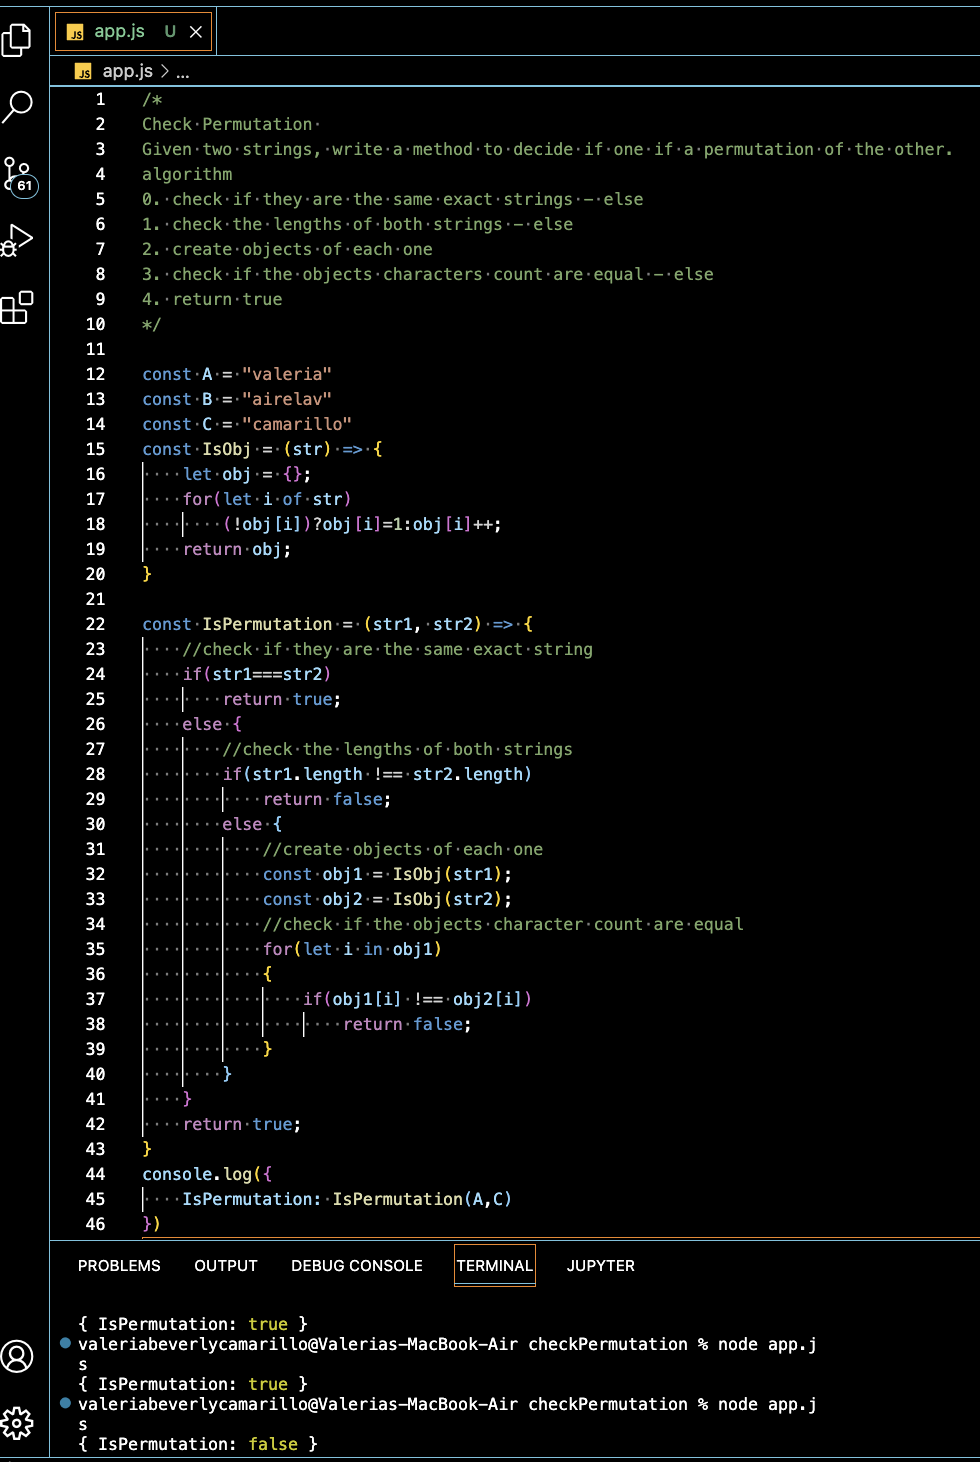 JS app.js U ×
JS app.js > ...
1 /*
2 Check Permutation
3 Given two strings, write a method to decide if one if a permutation of the other.
4 algorithm
5 0. check if they are the same exact strings - else
6 1. check the lengths of both strings - else
7 2. create objects of each one
8 3. check if the objects characters count are equal - else
9 4. return true
10 */
11
12 const A = "valeria"
13 const B = "airelav"
14 const C = "camarillo"
15 const IsObj = (str) => {
16     let obj = {};
17     for(let i of str)
18         (!obj[i])?obj[i]=1:obj[i]++;
19     return obj;
20 }
21
22 const IsPermutation = (str1, str2) => {
23     //check if they are the same exact string
24     if(str1===str2)
25         return true;
26     else {
27         //check the lengths of both strings
28         if(str1.length !== str2.length)
29             return false;
30         else {
31             //create objects of each one
32             const obj1 = IsObj(str1);
33             const obj2 = IsObj(str2);
34             //check if the objects character count are equal
35             for(let i in obj1)
36             {
37                 if(obj1[i] !== obj2[i])
38                     return false;
39             }
40         }
41     }
42     return true;
43 }
44 console.log({
45     IsPermutation: IsPermutation(A,C)
46 })
61
PROBLEMS OUTPUT DEBUG CONSOLE TERMINAL JUPYTER
{ IsPermutation: true }
valeriabeverlycamarillo@Valerias-MacBook-Air checkPermutation % node app.j
s
{ IsPermutation: true }
valeriabeverlycamarillo@Valerias-MacBook-Air checkPermutation % node app.j
s
{ IsPermutation: false }